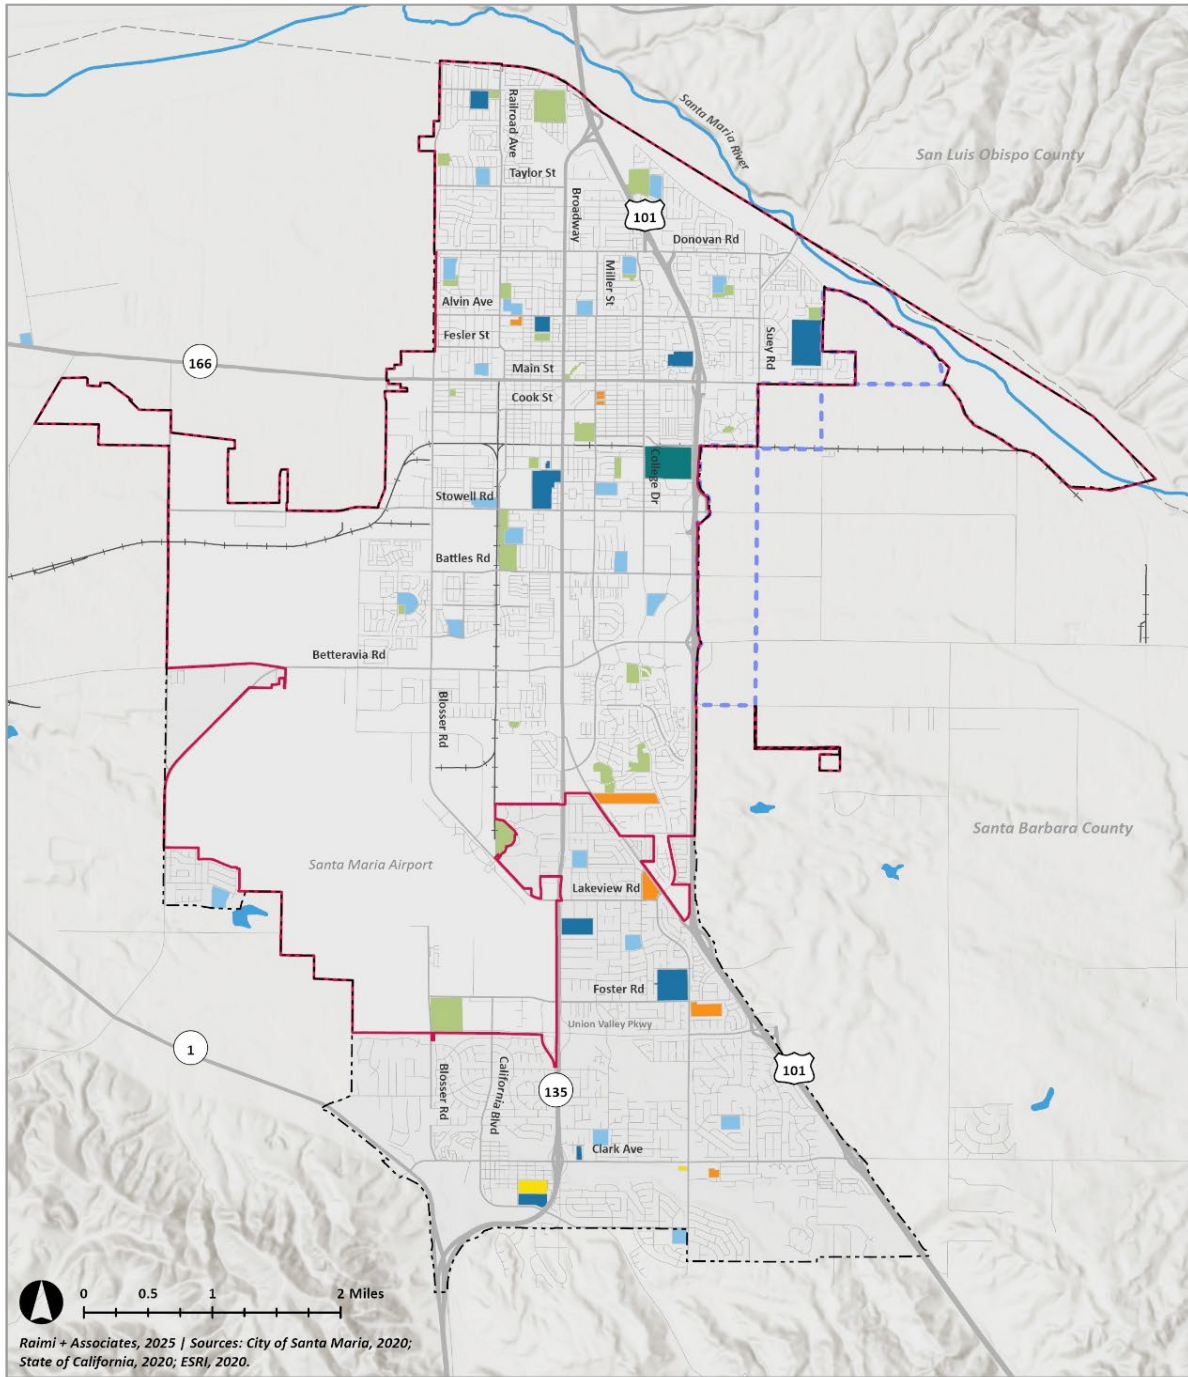 Railroad Ave
Santa Maria River
San Luis Obispo County
Taylor St
Broadway
101
Donovan Rd
Miller St
Alvin Ave
Fesler St
Suey Rd
166
Main St
Cook St
College Dr
Stowell Rd
Battles Rd
Betteravia Rd
Blosser Rd
Santa Maria Airport
Santa Barbara County
Lakeview Rd
Foster Rd
Union Valley Pkwy
1
Blosser Rd
California Blvd
135
101
Clark Ave
0 0.5 1 2 Miles
Raimi + Associates, 2025 | Sources: City of Santa Maria, 2020;
State of California, 2020; ESRI, 2020.